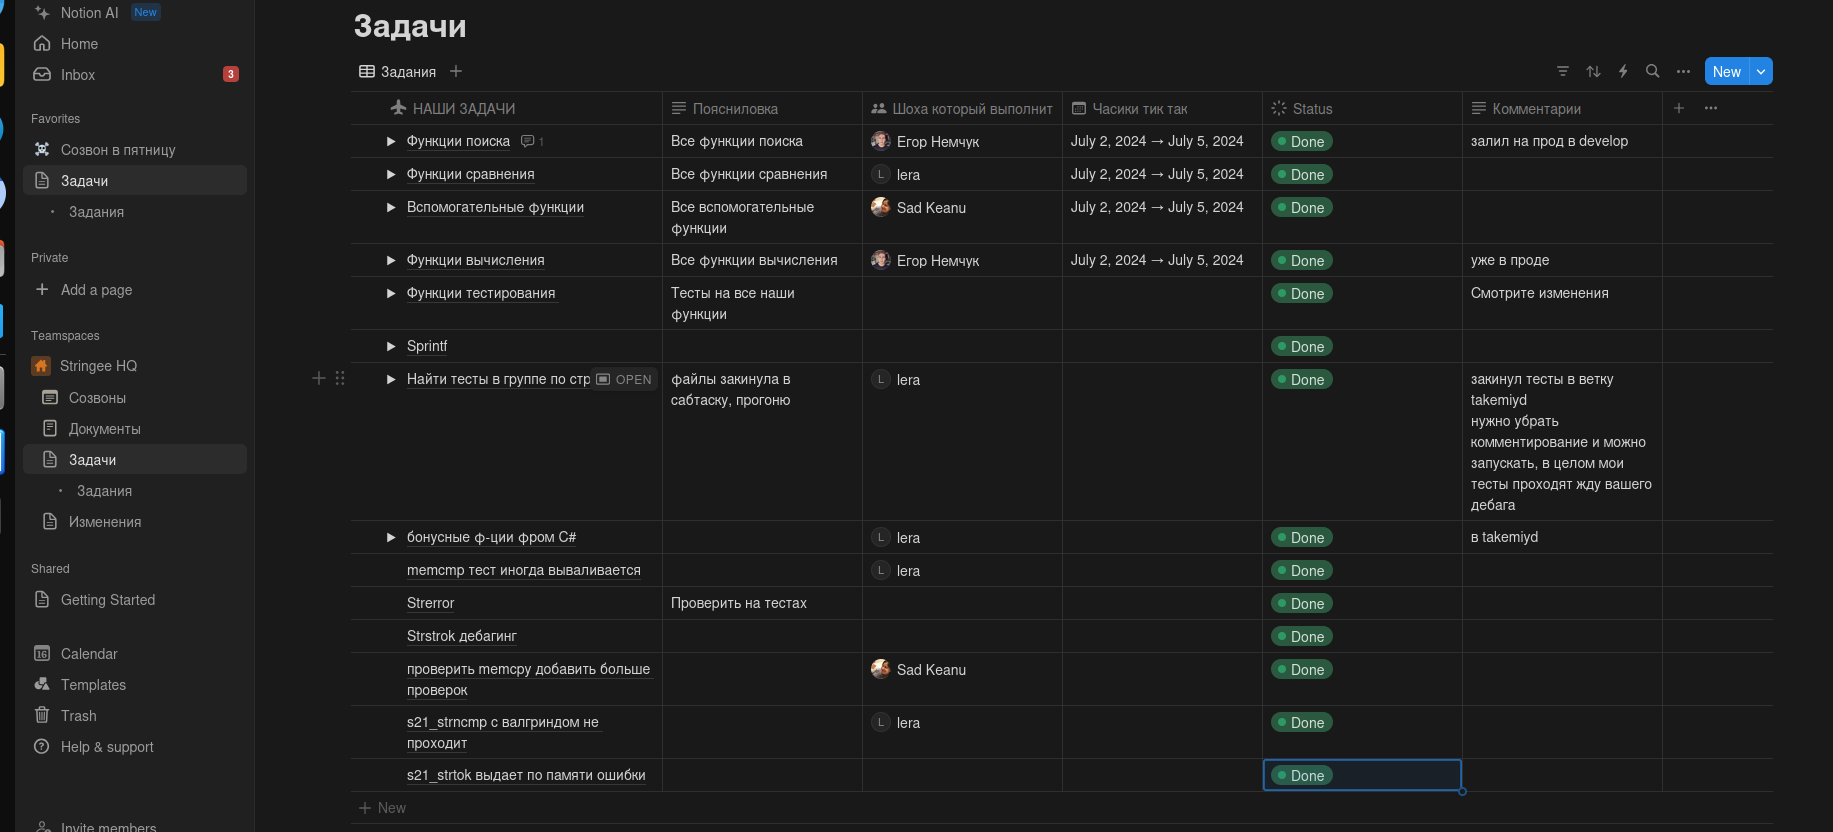 Notion AI New
Home
Inbox 3
Favorites
Созвон в пятницу
Задачи
Задания
Private
Add a page
Teamspaces
Stringee HQ
Созвоны
Документы
Задачи
Задания
Изменения
Shared
Getting Started
16 Calendar
Templates
Trash
Help & support
Invite members
Задачи
Задания
New
НАШИ ЗАДАЧИ Поясниловка Шоха который выполнит Часики тик так Status Комментарии
Функции поиска 1 Все функции поиска Егор Немчук July 2, 2024 → July 5, 2024 Done залил на прод в develop
Функции сравнения Все функции сравнения L lera July 2, 2024 → July 5, 2024 Done
Вспомогательные функции Все вспомогательные Sad Keanu July 2, 2024 → July 5, 2024 Done
функции
Функции вычисления Все функции вычисления Егор Немчук July 2, 2024 → July 5, 2024 Done уже в проде
Функции тестирования Тесты на все наши Done Смотрите изменения
функции
Sprintf Done
Найти тесты в группе по стр OPEN файлы закинула в L lera Done закинул тесты в ветку
сабтаску, прогоню takemiyd
нужно убрать
комментирование и можно
запускать, в целом мои
тесты проходят жду вашего
дебага
бонусные ф-ции фром C# L lera Done в takemiyd
memcmp тест иногда вываливается L lera Done
Strerror Проверить на тестах Done
Strstrok дебагинг Done
проверить memcpy добавить больше Sad Keanu Done
проверок
s21_strncmp с валгриндом не L lera Done
проходит
s21_strtok выдает по памяти ошибки Done
New